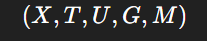 (X, T, U, G, M)